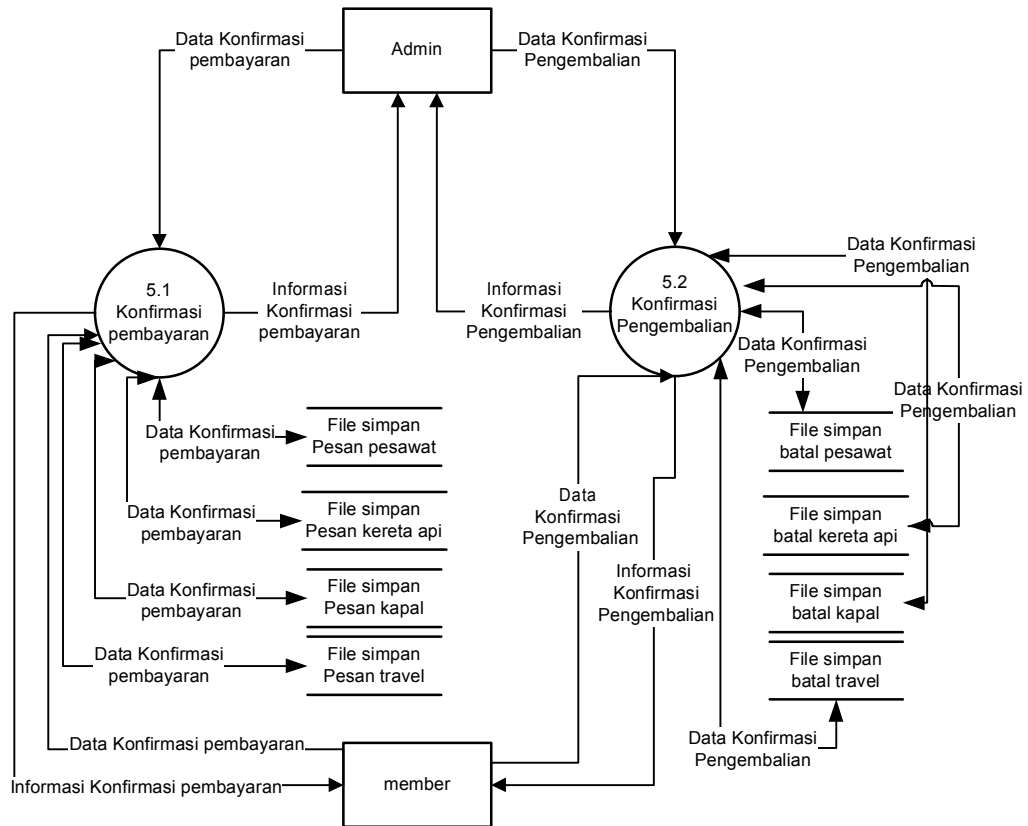 Data Konfirmasi
pembayaran
Admin
Data Konfirmasi
Pengembalian
5.1
Konfirmasi
pembayaran
Informasi
Konfirmasi
pembayaran
Informasi
Konfirmasi
Pengembalian
5.2
Konfirmasi
Pengembalian
Data Konfirmasi
Pengembalian
Data Konfirmasi
Pengembalian
Data Konfirmasi
Pengembalian
Data Konfirmasi
pembayaran
File simpan
Pesan pesawat
File simpan
batal pesawat
Data Konfirmasi
pembayaran
File simpan
Pesan kereta api
Data
Konfirmasi
Pengembalian
File simpan
batal kereta api
Data Konfirmasi
pembayaran
File simpan
Pesan kapal
Informasi
Konfirmasi
Pengembalian
File simpan
batal kapal
Data Konfirmasi
pembayaran
File simpan
Pesan travel
File simpan
batal travel
Data Konfirmasi pembayaran
Data Konfirmasi
Pengembalian
Informasi Konfirmasi pembayaran
member